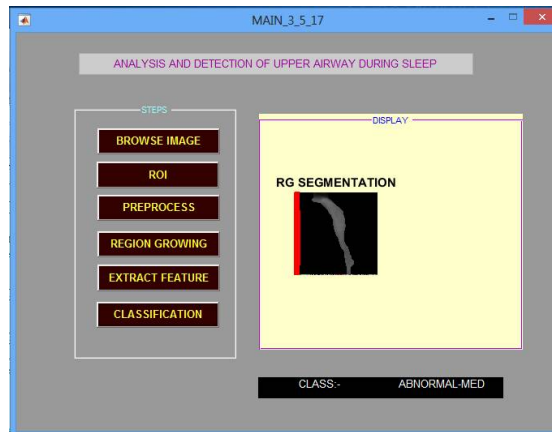 MAIN_3_5_17
ANALYSIS AND DETECTION OF UPPER AIRWAY DURING SLEEP
STEPS
BROWSE IMAGE
ROI
PREPROCESS
REGION GROWING
EXTRACT FEATURE
CLASSIFICATION
DISPLAY
RG SEGMENTATION
CLASS:- ABNORMAL-MED